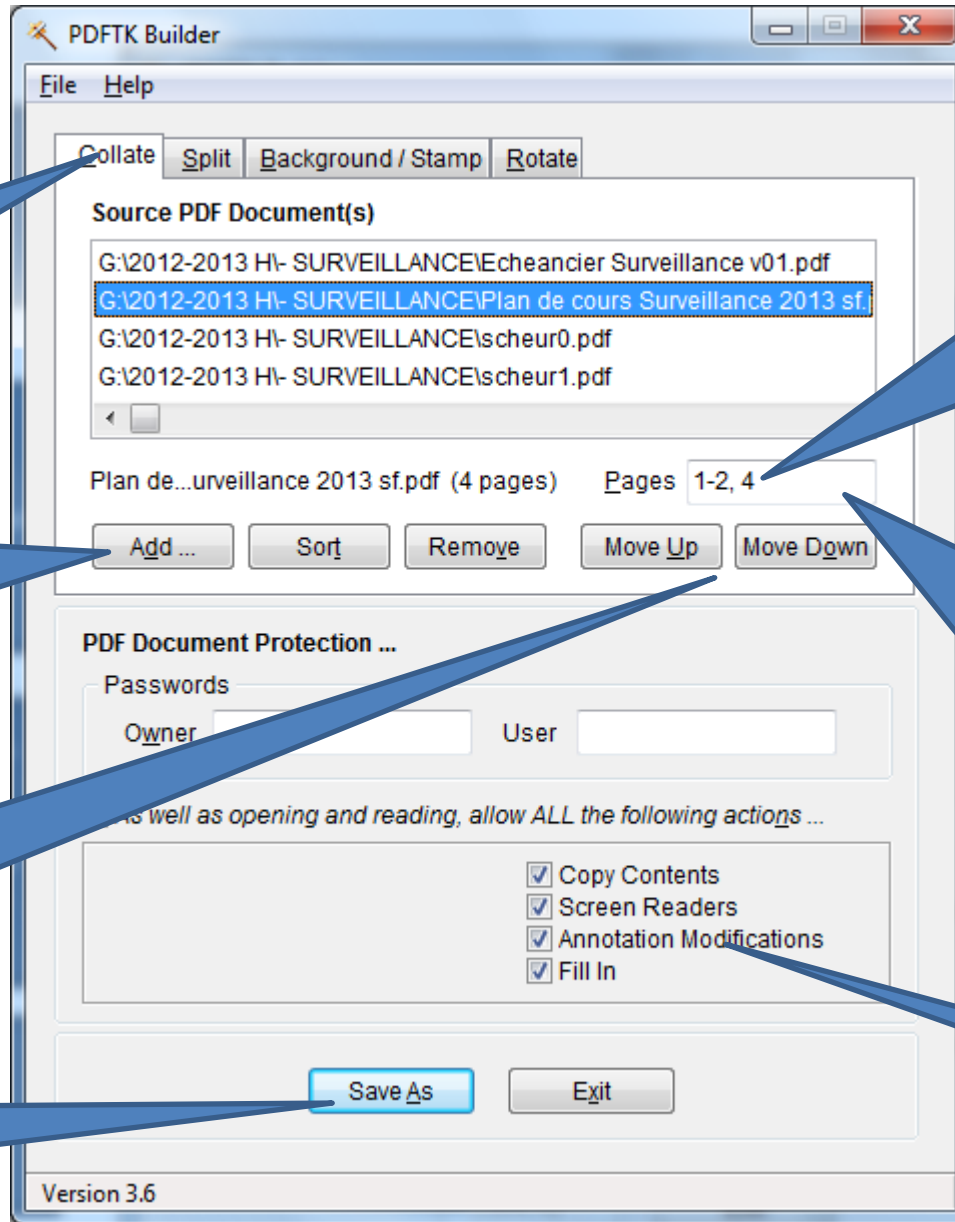 PDFTK Builder
File Help
Collate Split Background / Stamp Rotate
Source PDF Document(s)
G:\2012-2013 H\- SURVEILLANCE\Echeancier Surveillance v01.pdf
G:\2012-2013 H\- SURVEILLANCE\Plan de cours Surveillance 2013 sf.
G:\2012-2013 H\- SURVEILLANCE\scheur0.pdf
G:\2012-2013 H\- SURVEILLANCE\scheur1.pdf
Plan de...urveillance 2013 sf.pdf (4 pages) Pages 1-2, 4
Add ... Sort Remove Move Up Move Down
PDF Document Protection ...
Passwords
Owner User
As well as opening and reading, allow ALL the following actions ...
Copy Contents
Screen Readers
Annotation Modifications
Fill In
Save As Exit
Version 3.6